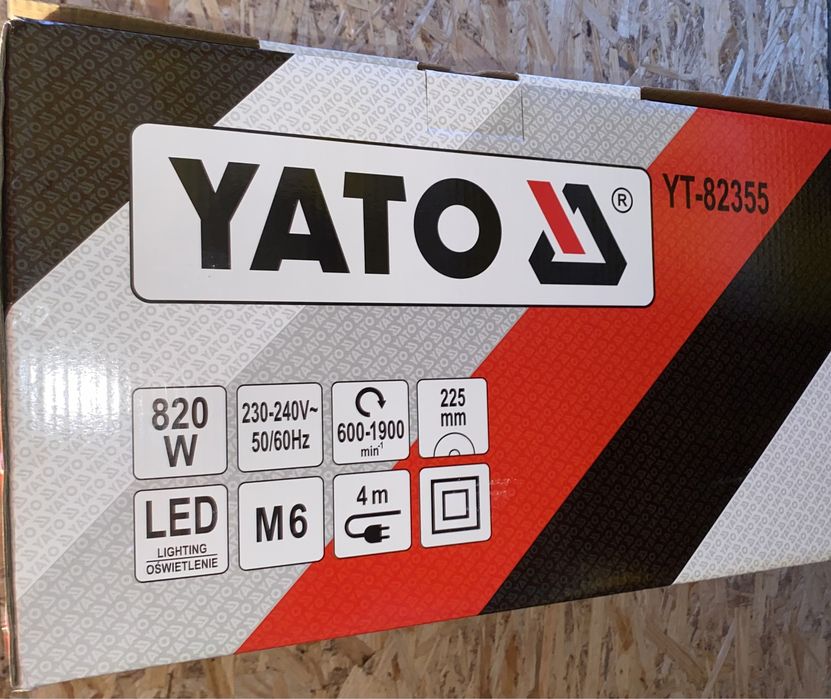 YATO ®
YT-82355
820
W
230-240V~
50/60Hz
600-1900
min-1
225
mm
LED
LIGHTING
OŚWIETLENIE
M6
4 m